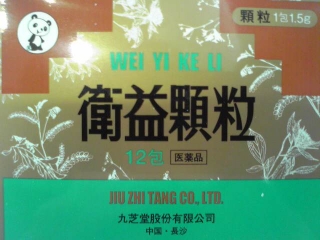 顆粒 1包1.5g
WEI YI KE LI
衛益顆粒
12包 医薬品
JIU ZHI TANG CO., LTD.
九芝堂股份有限公司
中国·長沙